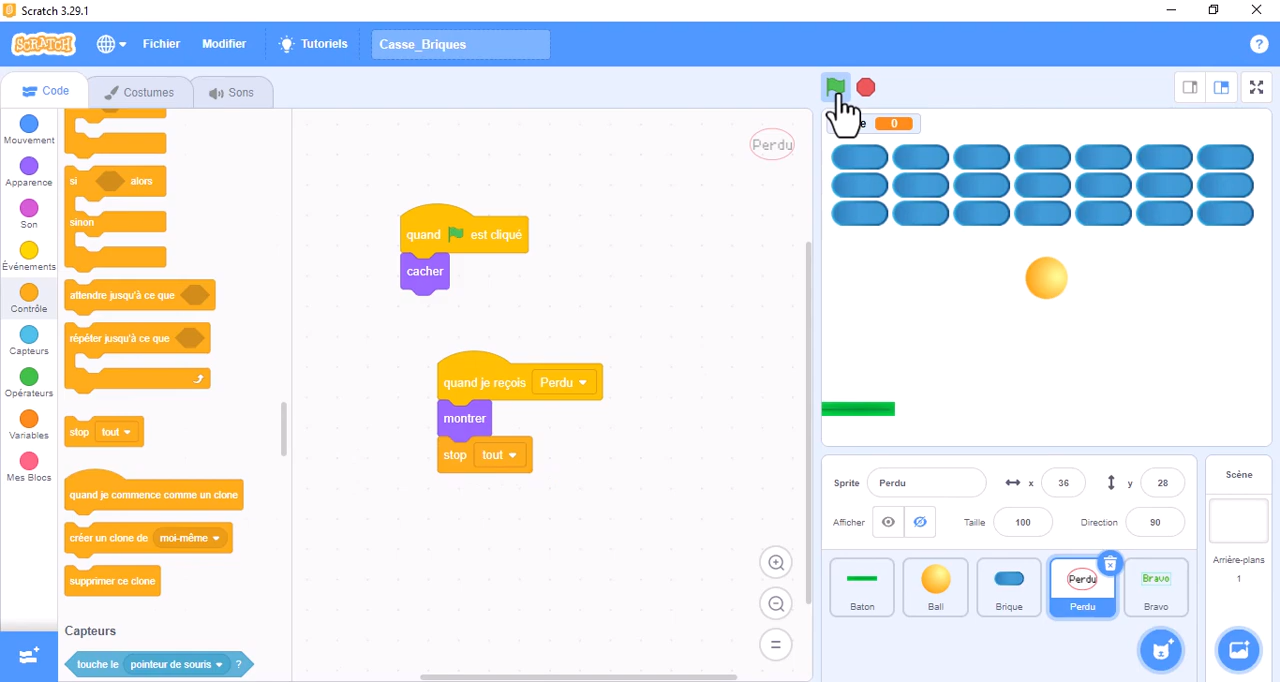 Scratch 3.29.1
SCRATCH
Fichier
Modifier
Tutoriels
Casse_Briques
?
Code
Costumes
Sons
Mouvement
Apparence
Son
Événements
Contrôle
Capteurs
Opérateurs
Variables
Mes Blocs
si alors
sinon
attendre jusqu'à ce que
répéter jusqu'à ce que
stop tout
quand je commence comme un clone
créer un clone de moi-même
supprimer ce clone
Capteurs
touche le pointeur de souris ?
Perdu
quand est cliqué
cacher
quand je reçois Perdu
montrer
stop tout
0
Sprite Perdu x 36 y 28
Afficher Taille 100 Direction 90
Baton
Ball
Brique
Perdu
Perdu
Bravo
Bravo
Scène
Arrière-plans
1